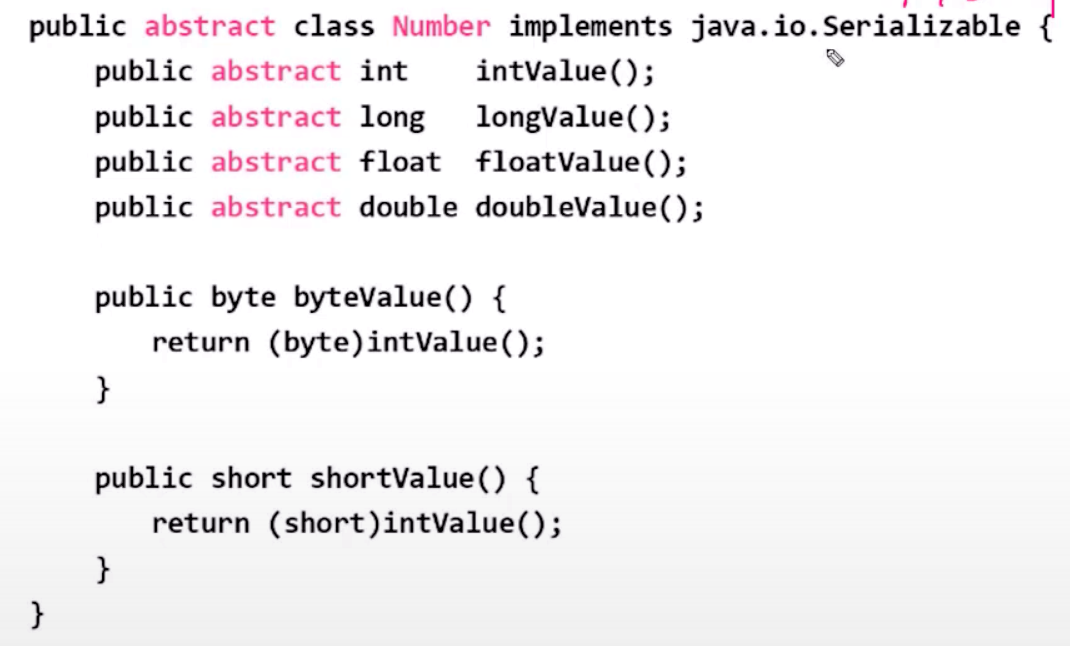 public abstract class Number implements java.io.Serializable {
public abstract int intValue();
public abstract long longValue();
public abstract float floatValue();
public abstract double doubleValue();
public byte byteValue() {
return (byte)intValue();
}
public short shortValue() {
return (short)intValue();
}
}